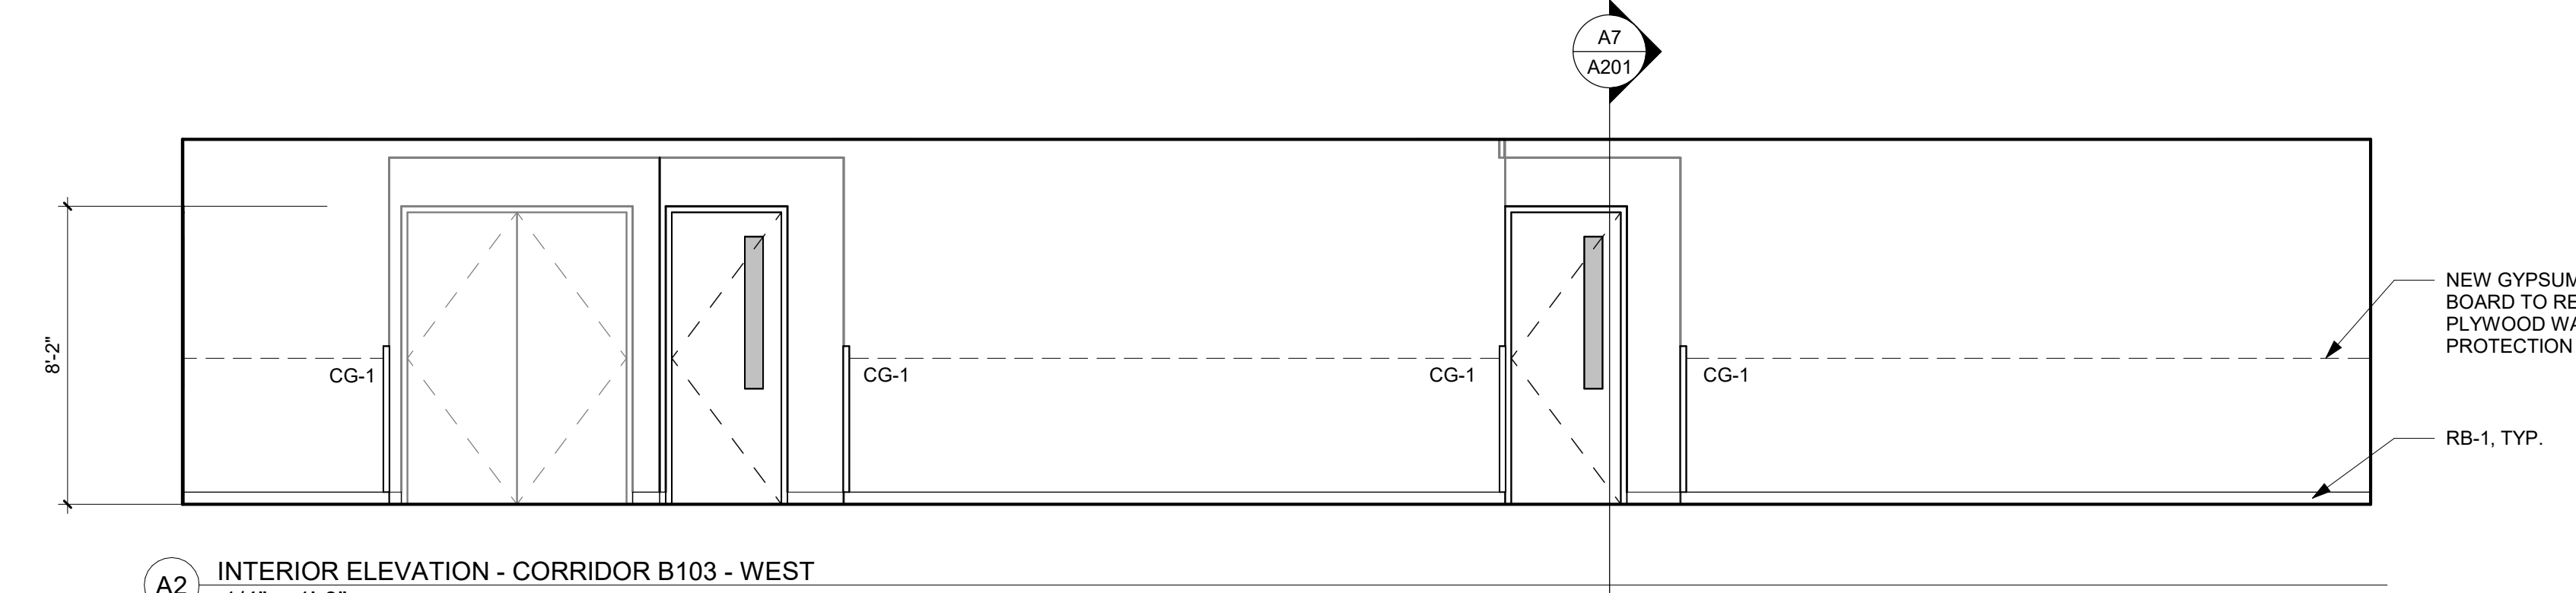 A7
A201
8'-2"
CG-1
CG-1
CG-1
CG-1
NEW GYPSUM
BOARD TO RE
PLYWOOD WA
PROTECTION
RB-1, TYP.
A2
INTERIOR ELEVATION - CORRIDOR B103 - WEST